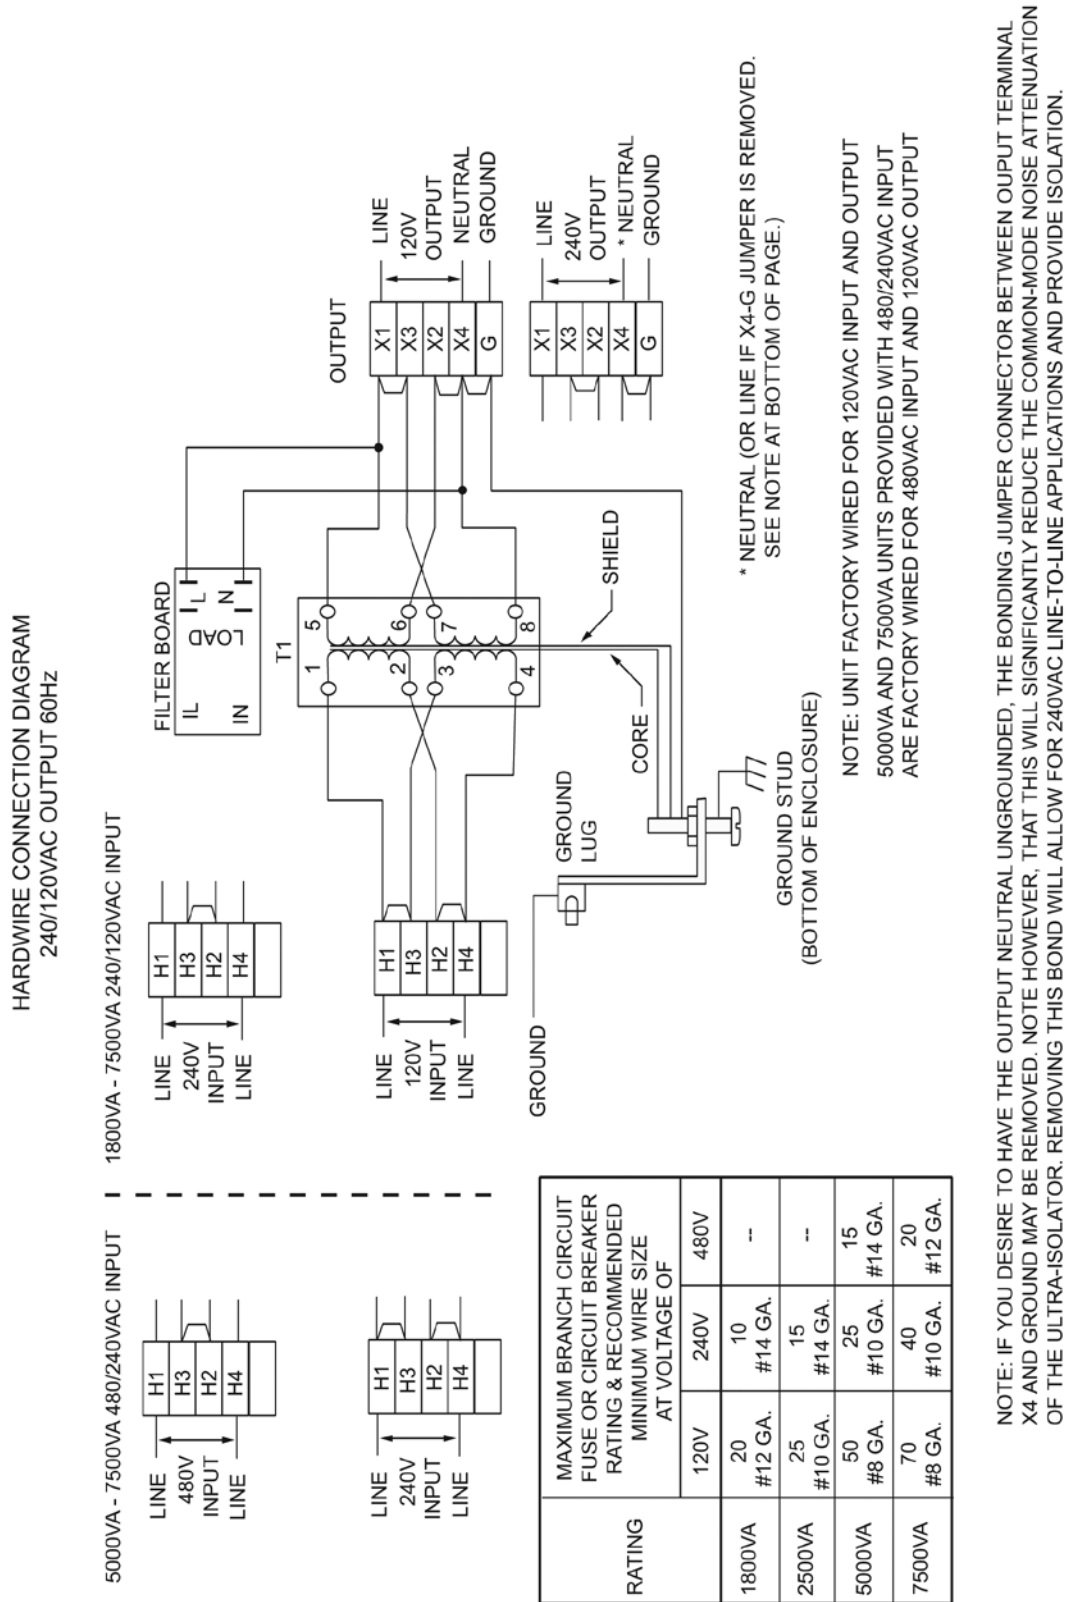 HARDWIRE CONNECTION DIAGRAM
240/120VAC OUTPUT 60Hz
5000VA - 7500VA 480/240VAC INPUT
1800VA - 7500VA 240/120VAC INPUT
LINE
480V
INPUT
LINE
H1
H3
H2
H4
LINE
240V
INPUT
LINE
H1
H3
H2
H4
FILTER BOARD
IL
IN
LOAD
L
N
LINE
240V
INPUT
LINE
H1
H3
H2
H4
LINE
120V
INPUT
LINE
H1
H3
H2
H4
T1
1
2
3
4
5
6
7
8
OUTPUT
X1
X3
X2
X4
G
LINE
120V
OUTPUT
NEUTRAL
GROUND
X1
X3
X2
X4
G
LINE
240V
OUTPUT
* NEUTRAL
GROUND
GROUND
GROUND
LUG
CORE
SHIELD
GROUND STUD
(BOTTOM OF ENCLOSURE)
RATING
MAXIMUM BRANCH CIRCUIT
FUSE OR CIRCUIT BREAKER
RATING & RECOMMENDED
MINIMUM WIRE SIZE
AT VOLTAGE OF
120V 240V 480V
1800VA 20 #12 GA. 10 #14 GA. --
2500VA 25 #10 GA. 15 #14 GA. --
5000VA 50 #8 GA. 25 #10 GA. 15 #14 GA.
7500VA 70 #8 GA. 40 #10 GA. 20 #12 GA.
* NEUTRAL (OR LINE IF X4-G JUMPER IS REMOVED.
SEE NOTE AT BOTTOM OF PAGE.)
NOTE: UNIT FACTORY WIRED FOR 120VAC INPUT AND OUTPUT
5000VA AND 7500VA UNITS PROVIDED WITH 480/240VAC INPUT
ARE FACTORY WIRED FOR 480VAC INPUT AND 120VAC OUTPUT
NOTE: IF YOU DESIRE TO HAVE THE OUTPUT NEUTRAL UNGROUNDED, THE BONDING JUMPER CONNECTOR BETWEEN OUPUT TERMINAL
X4 AND GROUND MAY BE REMOVED. NOTE HOWEVER, THAT THIS WILL SIGNIFICANTLY REDUCE THE COMMON-MODE NOISE ATTENUATION
OF THE ULTRA-ISOLATOR. REMOVING THIS BOND WILL ALLOW FOR 240VAC LINE-TO-LINE APPLICATIONS AND PROVIDE ISOLATION.